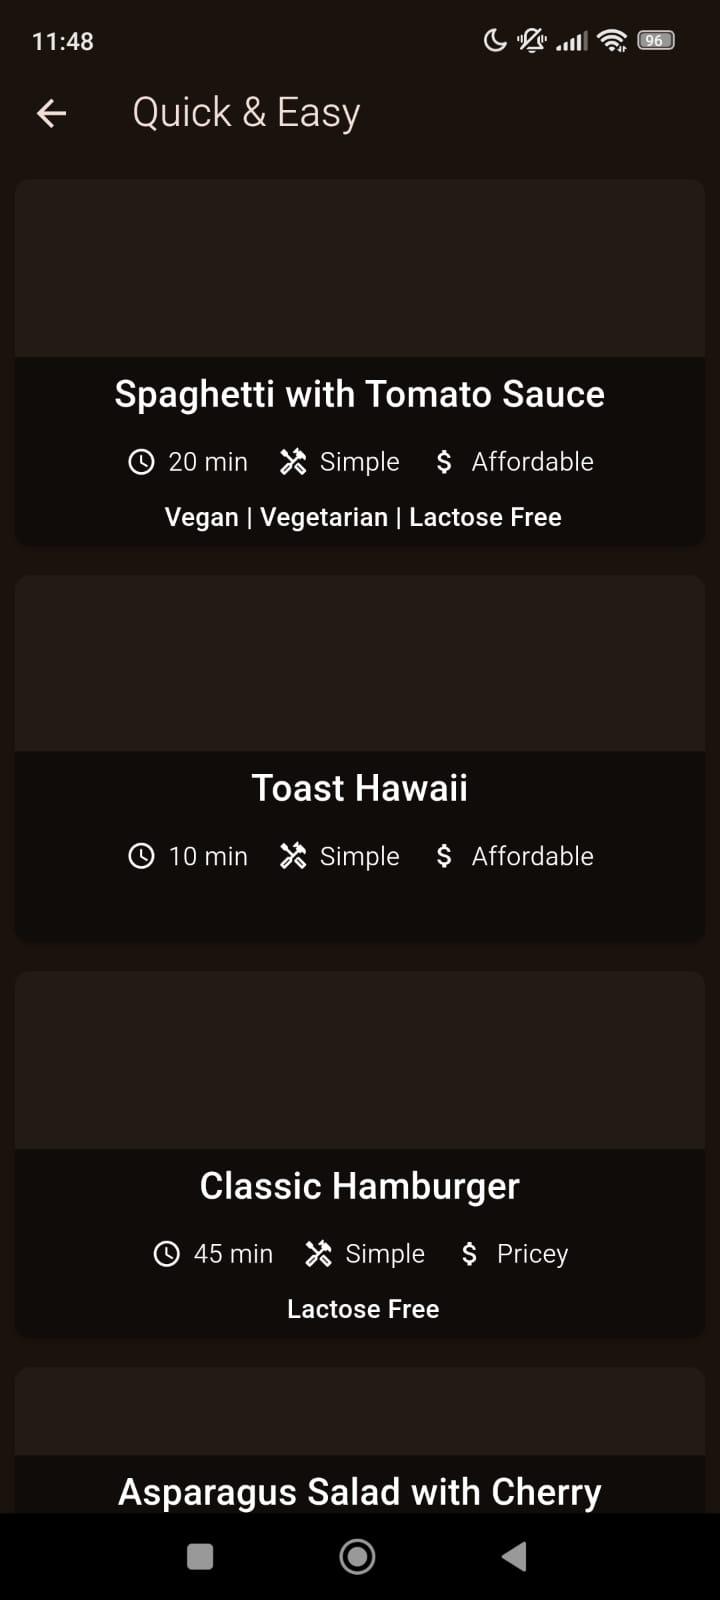 11:48
96
Quick & Easy
Spaghetti with Tomato Sauce
20 min Simple $ Affordable
Vegan | Vegetarian | Lactose Free
Toast Hawaii
10 min Simple $ Affordable
Classic Hamburger
45 min Simple $ Pricey
Lactose Free
Asparagus Salad with Cherry